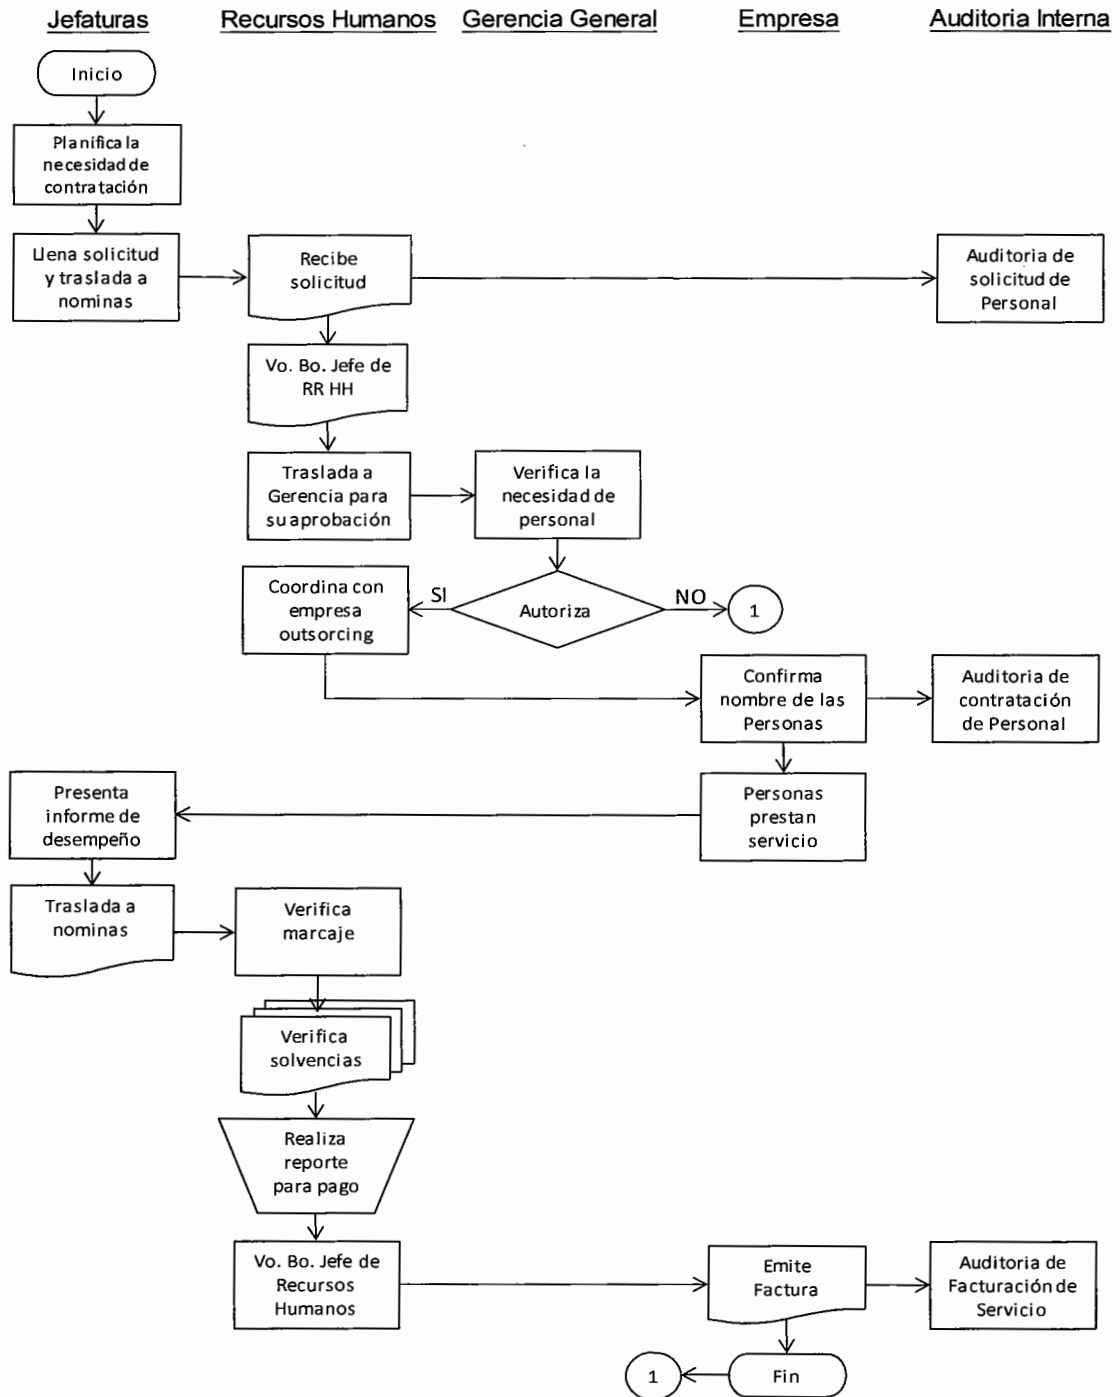 Jefaturas
Recursos Humanos
Gerencia General
Empresa
Auditoria Interna
Inicio
Planifica la
necesidad de
contratación
Llena solicitud
y traslada a
nominas
Recibe
solicitud
Auditoria de
solicitud de
Personal
Vo. Bo. Jefe de
RR HH
Traslada a
Gerencia para
su aprobación
Verifica la
necesidad de
personal
Coordina con
empresa
outsorcing
SI
Autoriza
NO
1
Confirma
nombre de las
Personas
Auditoria de
contratación
de Personal
Presenta
informe de
desempeño
Personas
prestan
servicio
Traslada a
nominas
Verifica
marcaje
Verifica
solvencias
Realiza
reporte
para pago
Vo. Bo. Jefe de
Recursos
Humanos
Emite
Factura
Auditoria de
Facturación de
Servicio
1
Fin